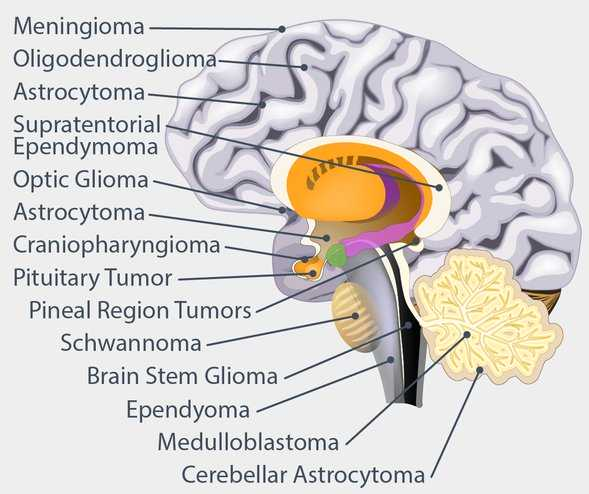 Meningioma
Oligodendroglioma
Astrocytoma
Supratentorial
Ependymoma
Optic Glioma
Astrocytoma
Craniopharyngioma
Pituitary Tumor
Pineal Region Tumors
Schwannoma
Brain Stem Glioma
Ependyoma
Medulloblastoma
Cerebellar Astrocytoma